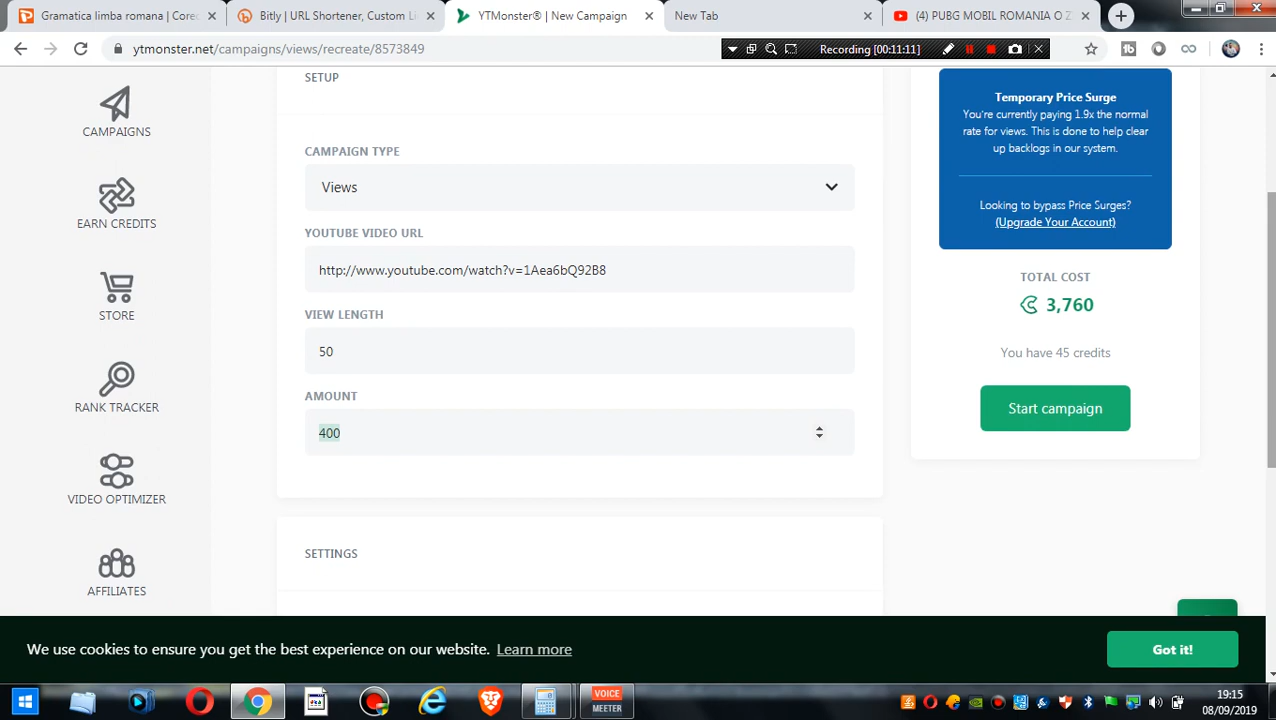 Gramatica limba romana | Core
Bitly | URL Shortener, Custom Li
YTMonster® | New Campaign
New Tab
(4) PUBG MOBIL ROMANIA O Z
ytmonster.net/campaigns/views/recreate/8573849
Recording [00:11:11]
CAMPAIGNS
EARN CREDITS
STORE
RANK TRACKER
VIDEO OPTIMIZER
AFFILIATES
SETUP
CAMPAIGN TYPE
Views
YOUTUBE VIDEO URL
http://www.youtube.com/watch?v=1Aea6bQ92B8
VIEW LENGTH
50
AMOUNT
400
SETTINGS
Temporary Price Surge
You're currently paying 1.9x the normal
rate for views. This is done to help clear
up backlogs in our system.
Looking to bypass Price Surges?
(Upgrade Your Account)
TOTAL COST
3,760
You have 45 credits
Start campaign
We use cookies to ensure you get the best experience on our website. Learn more
Got it!
VOICE
MEETER
19:15
08/09/2019